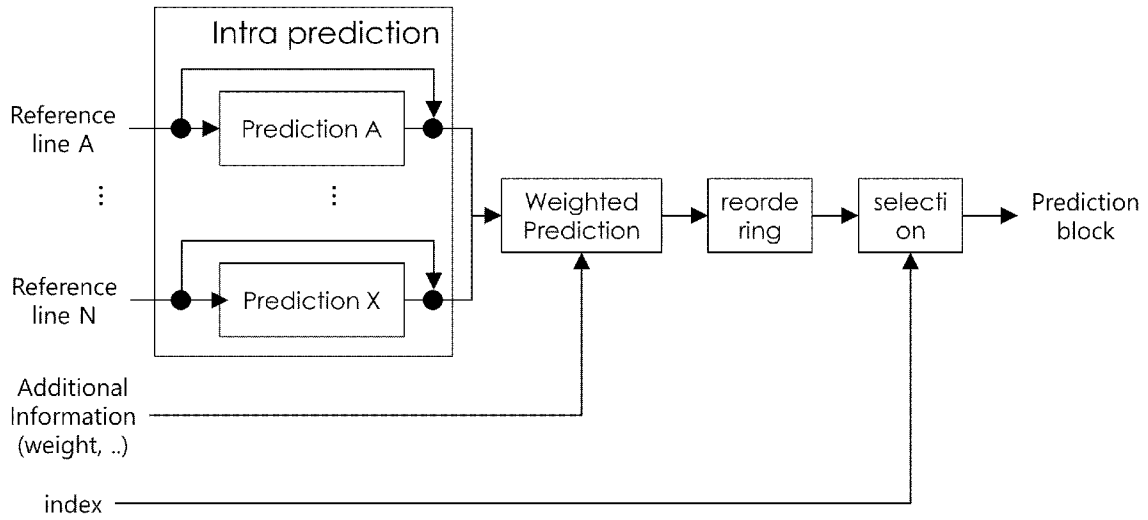 Intra prediction
Reference
line A
Prediction A
⋮
⋮
Weighted
Prediction
reorde
ring
selecti
on
Prediction
block
Reference
line N
Prediction X
Additional
Information
(weight, ..)
index